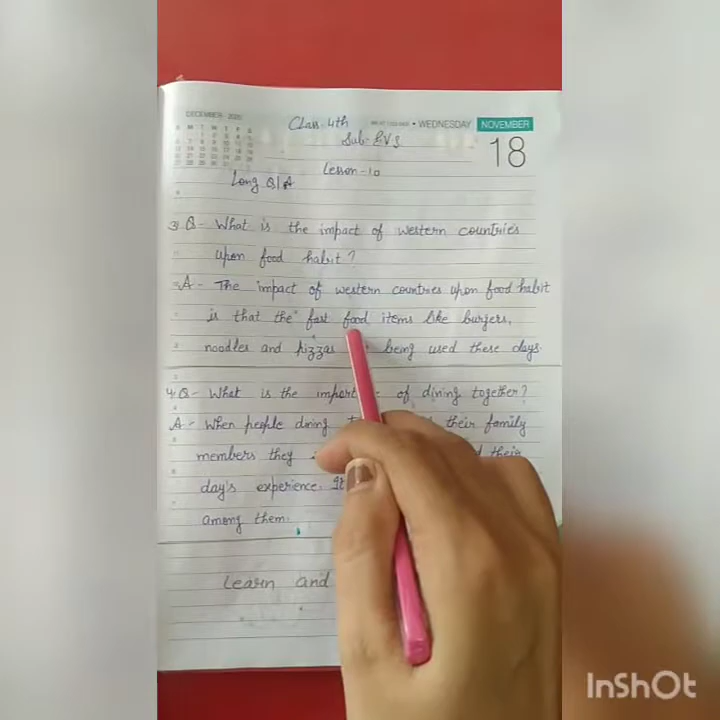 DECEMBER - 2020
Class 4th
WEDNESDAY NOVEMBER
Sub- EVS
18
Lesson-10
Long Q/A
3) Q- What is the impact of western countries
upon food habit?
A- The impact of western countries upon food habit
is that the fast food items like burgers,
noodles and pizzas being used these days.
4) Q- What is the of dining together?
A- When people dining their family
members they their
day's experience. It
among them.
Learn and
InShOt